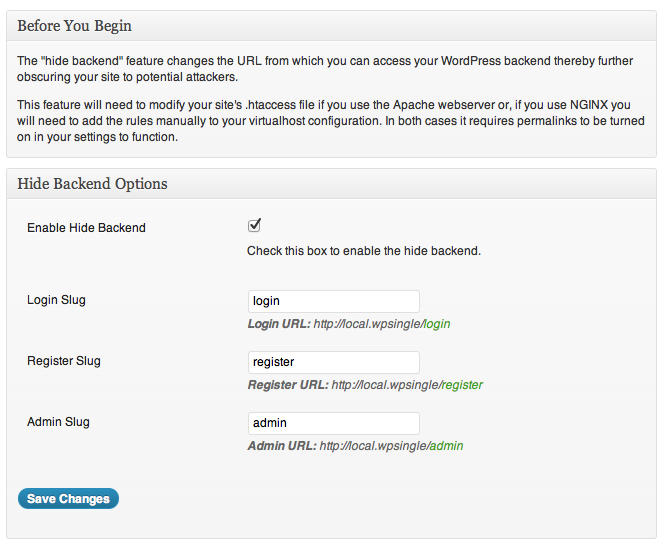 Before You Begin
The "hide backend" feature changes the URL from which you can access your WordPress backend thereby further
obscuring your site to potential attackers.
This feature will need to modify your site's .htaccess file if you use the Apache webserver or, if you use NGINX you
will need to add the rules manually to your virtualhost configuration. In both cases it requires permalinks to be turned
on in your settings to function.
Hide Backend Options
Enable Hide Backend
Check this box to enable the hide backend.
Login Slug
login
Login URL: http://local.wpsingle/login
Register Slug
register
Register URL: http://local.wpsingle/register
Admin Slug
admin
Admin URL: http://local.wpsingle/admin
Save Changes